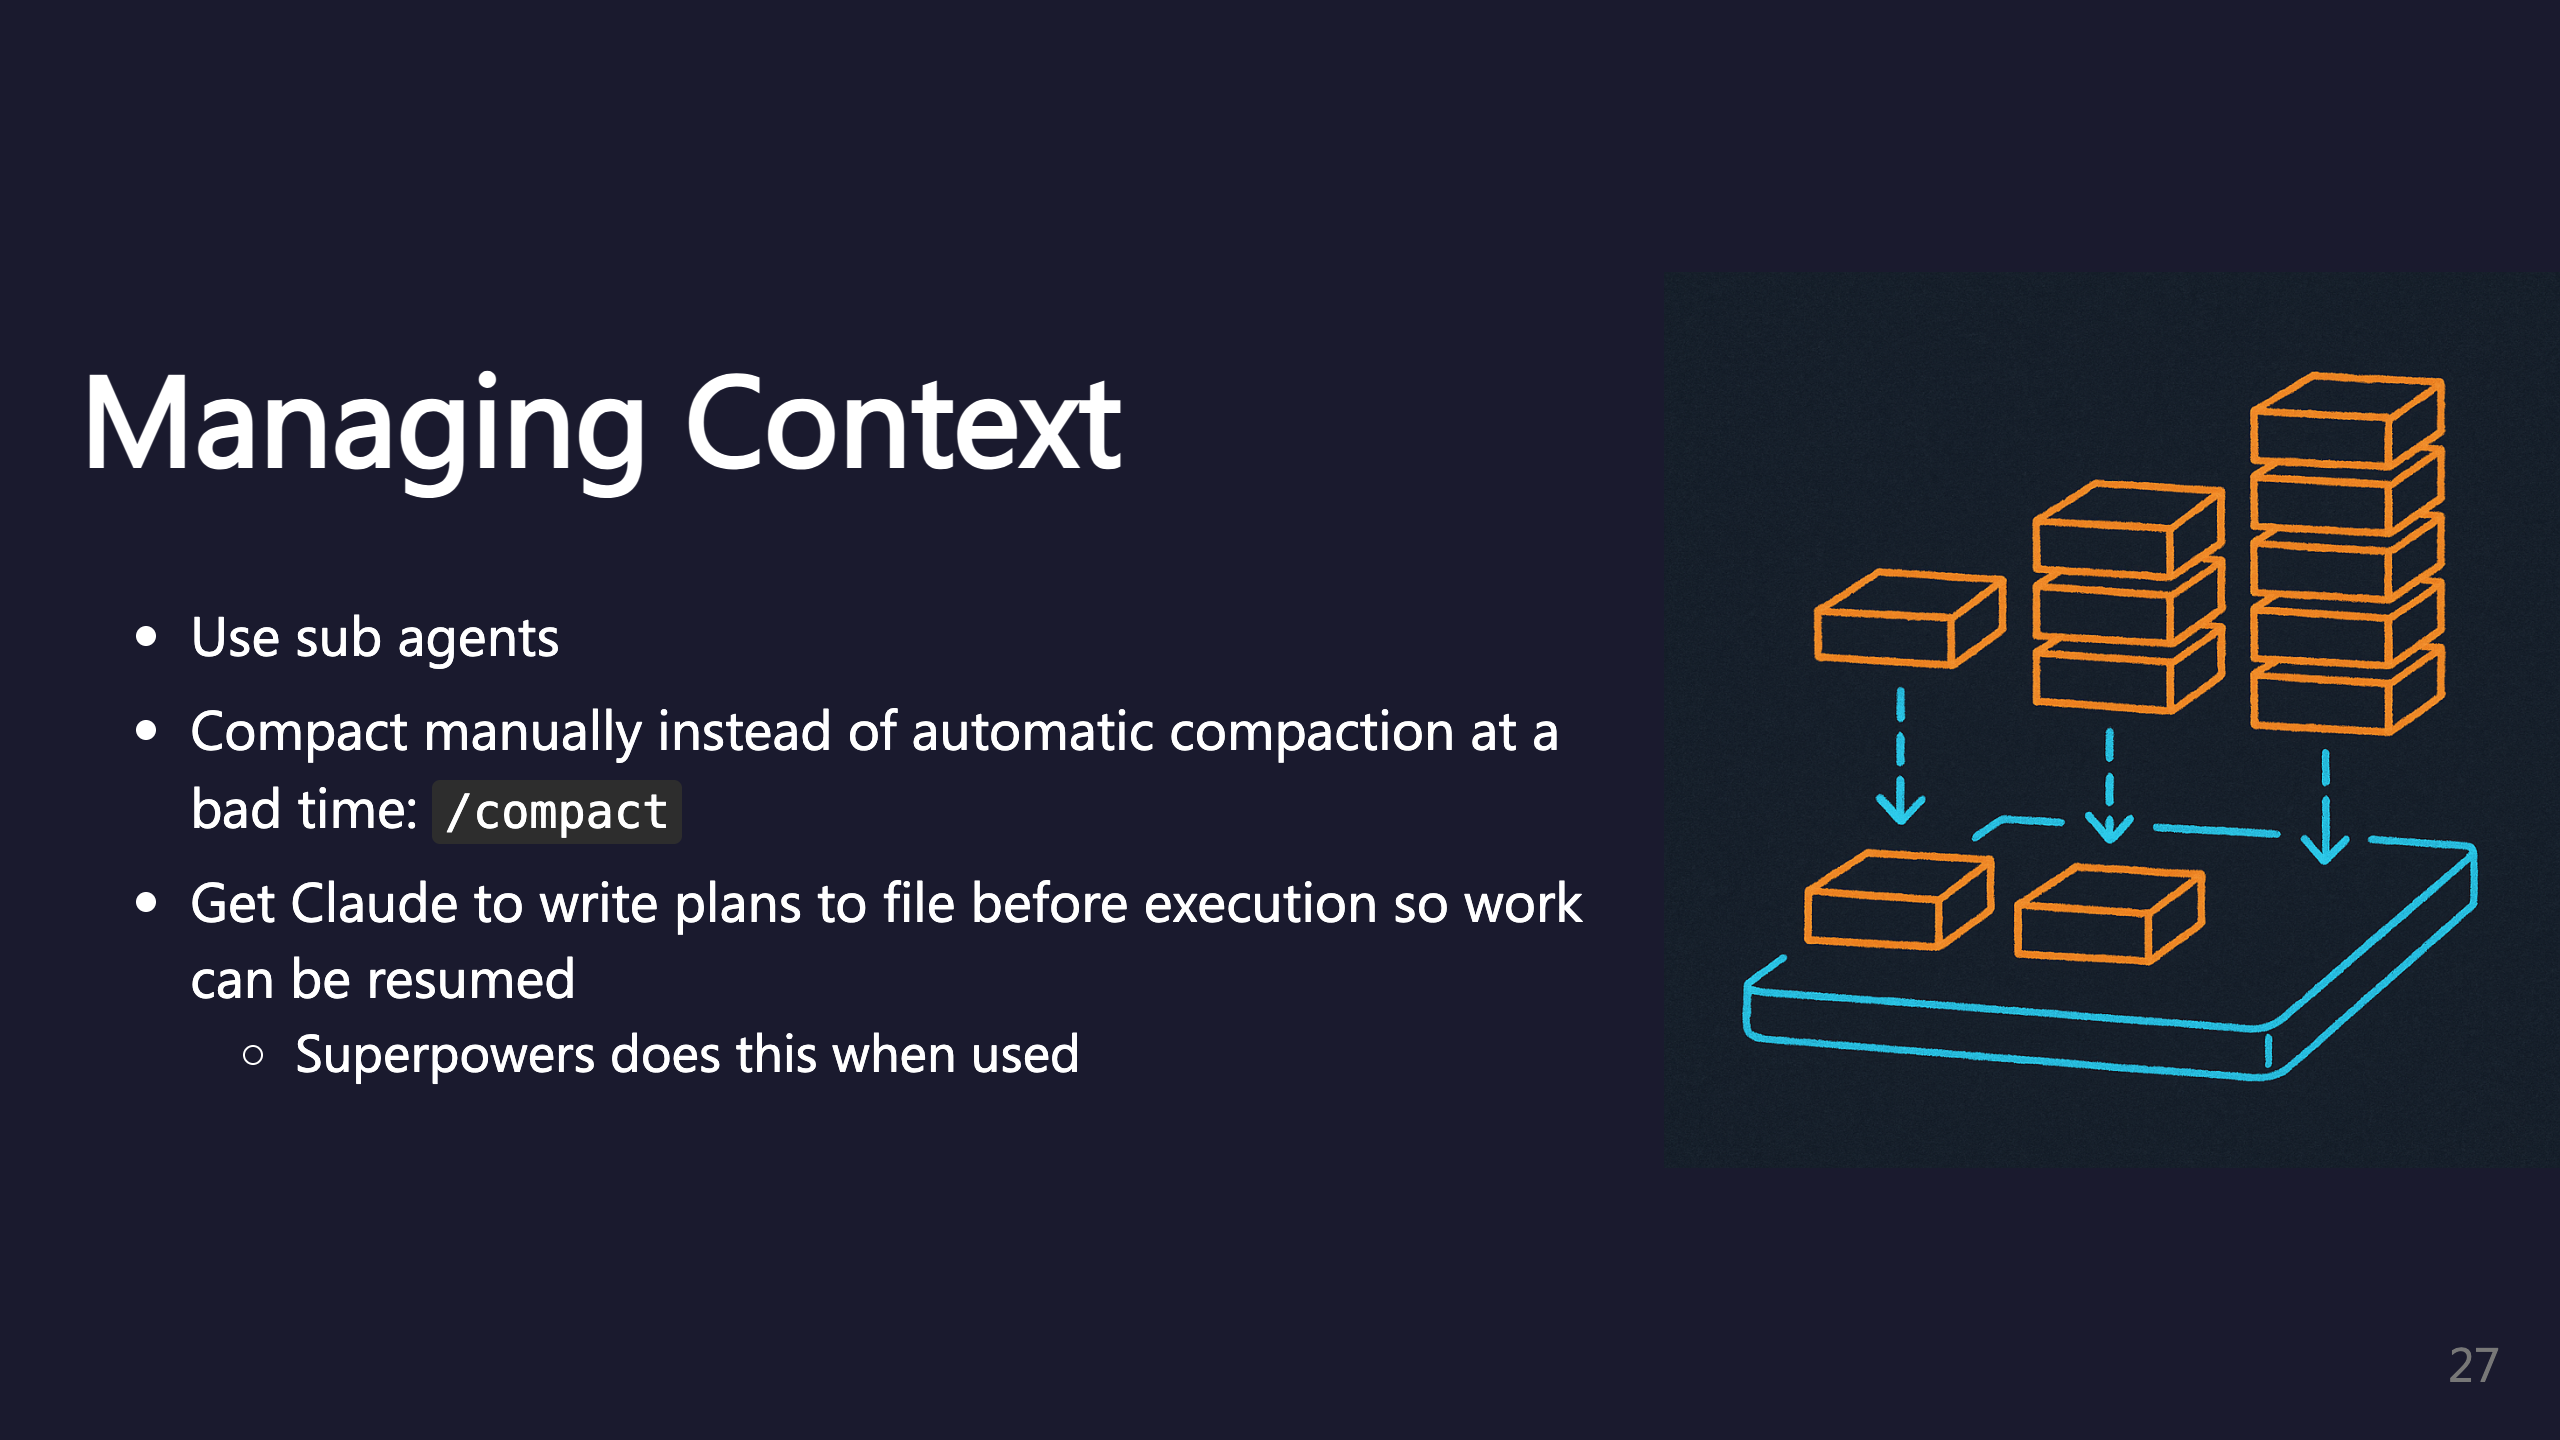 Managing Context
• Use sub agents
• Compact manually instead of automatic compaction at a
bad time: /compact
• Get Claude to write plans to file before execution so work
can be resumed
○ Superpowers does this when used
27